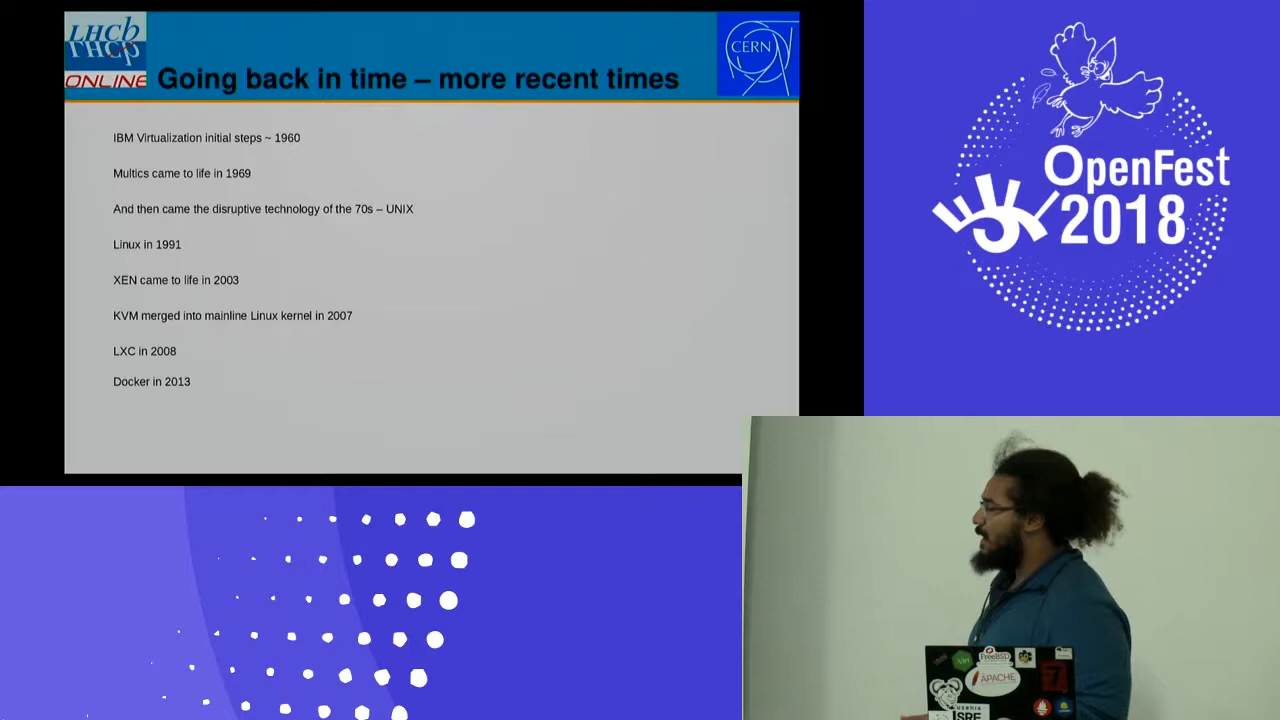 LHCb
ONLINE
Going back in time – more recent times
CERN
IBM Virtualization initial steps ~ 1960
Multics came to life in 1969
And then came the disruptive technology of the 70s – UNIX
Linux in 1991
XEN came to life in 2003
KVM merged into mainline Linux kernel in 2007
LXC in 2008
Docker in 2013
OpenFest
2018
FreeBSD
APACHE
usenix